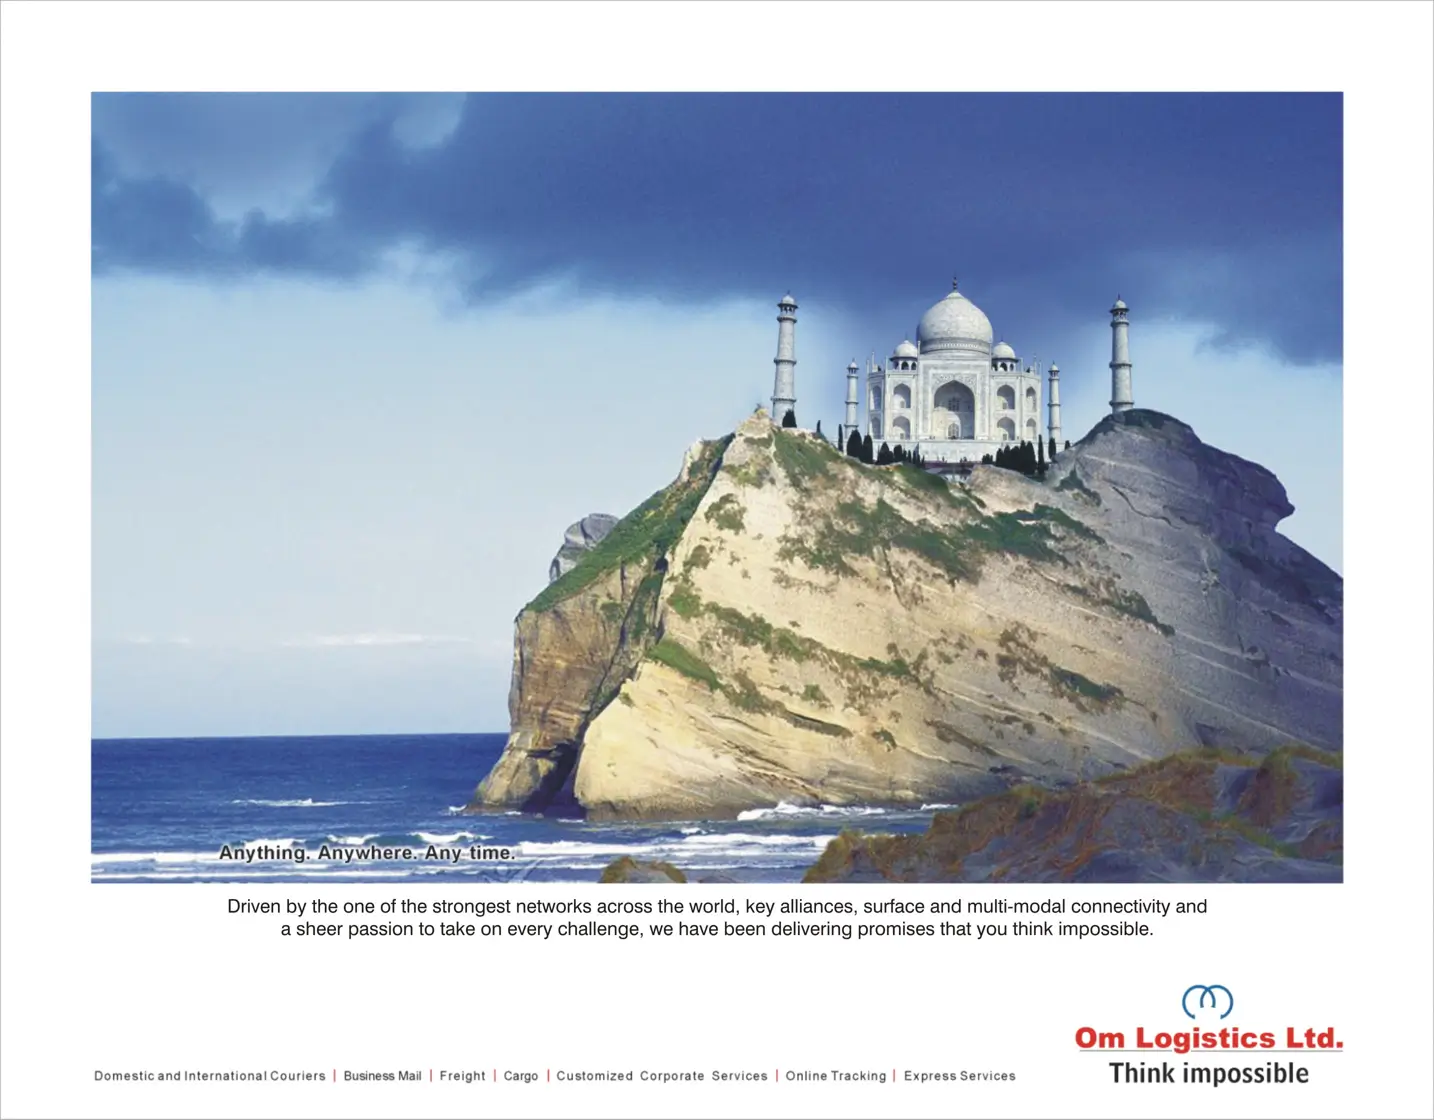 Anything. Anywhere. Any time.
Driven by the one of the strongest networks across the world, key alliances, surface and multi-modal connectivity and
a sheer passion to take on every challenge, we have been delivering promises that you think impossible.
Om Logistics Ltd.
Think impossible
Domestic and International Couriers | Business Mail | Freight | Cargo | Customized Corporate Services | Online Tracking | Express Services